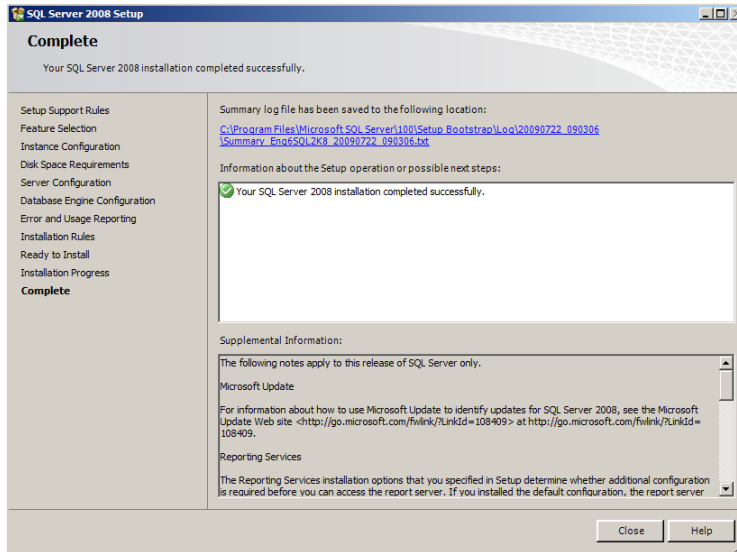 SQL Server 2008 Setup
Complete
Your SQL Server 2008 installation completed successfully.
Setup Support Rules
Feature Selection
Instance Configuration
Disk Space Requirements
Server Configuration
Database Engine Configuration
Error and Usage Reporting
Installation Rules
Ready to Install
Installation Progress
Complete
Summary log file has been saved to the following location:
C:\Program Files\Microsoft SQL Server\100\Setup Bootstrap\Log\20090722_090306
\Summary_Eng6SQL2K8_20090722_090306.txt
Information about the Setup operation or possible next steps:
Your SQL Server 2008 installation completed successfully.
Supplemental Information:
The following notes apply to this release of SQL Server only.
Microsoft Update
For information about how to use Microsoft Update to identify updates for SQL Server 2008, see the Microsoft
Update Web site <http://go.microsoft.com/fwlink/?LinkId=108409> at http://go.microsoft.com/fwlink/?LinkId=
108409.
Reporting Services
The Reporting Services installation options that you specified in Setup determine whether additional configuration
is required before you can access the report server. If you installed the default configuration, the report server
Close
Help